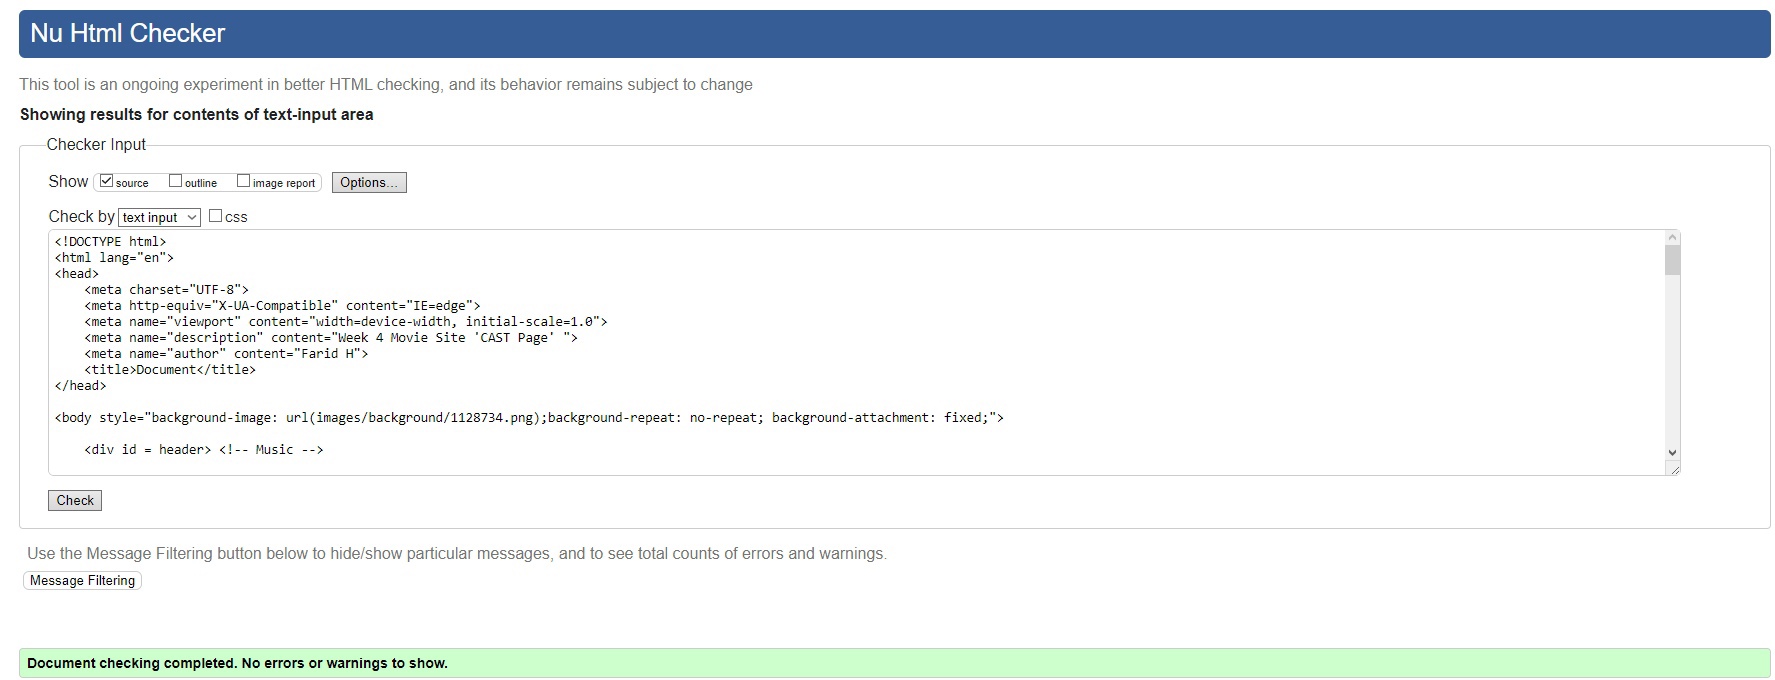 Nu Html Checker
This tool is an ongoing experiment in better HTML checking, and its behavior remains subject to change
Showing results for contents of text-input area
Checker Input
Show source outline image report Options...
Check by text input css
<!DOCTYPE html>
<html lang="en">
<head>
    <meta charset="UTF-8">
    <meta http-equiv="X-UA-Compatible" content="IE=edge">
    <meta name="viewport" content="width=device-width, initial-scale=1.0">
    <meta name="description" content="Week 4 Movie Site 'CAST Page' ">
    <meta name="author" content="Farid H">
    <title>Document</title>
</head>
<body style="background-image: url(images/background/1128734.png);background-repeat: no-repeat; background-attachment: fixed;">
    <div id = header> <!-- Music -->
Check
Use the Message Filtering button below to hide/show particular messages, and to see total counts of errors and warnings.
Message Filtering
Document checking completed. No errors or warnings to show.